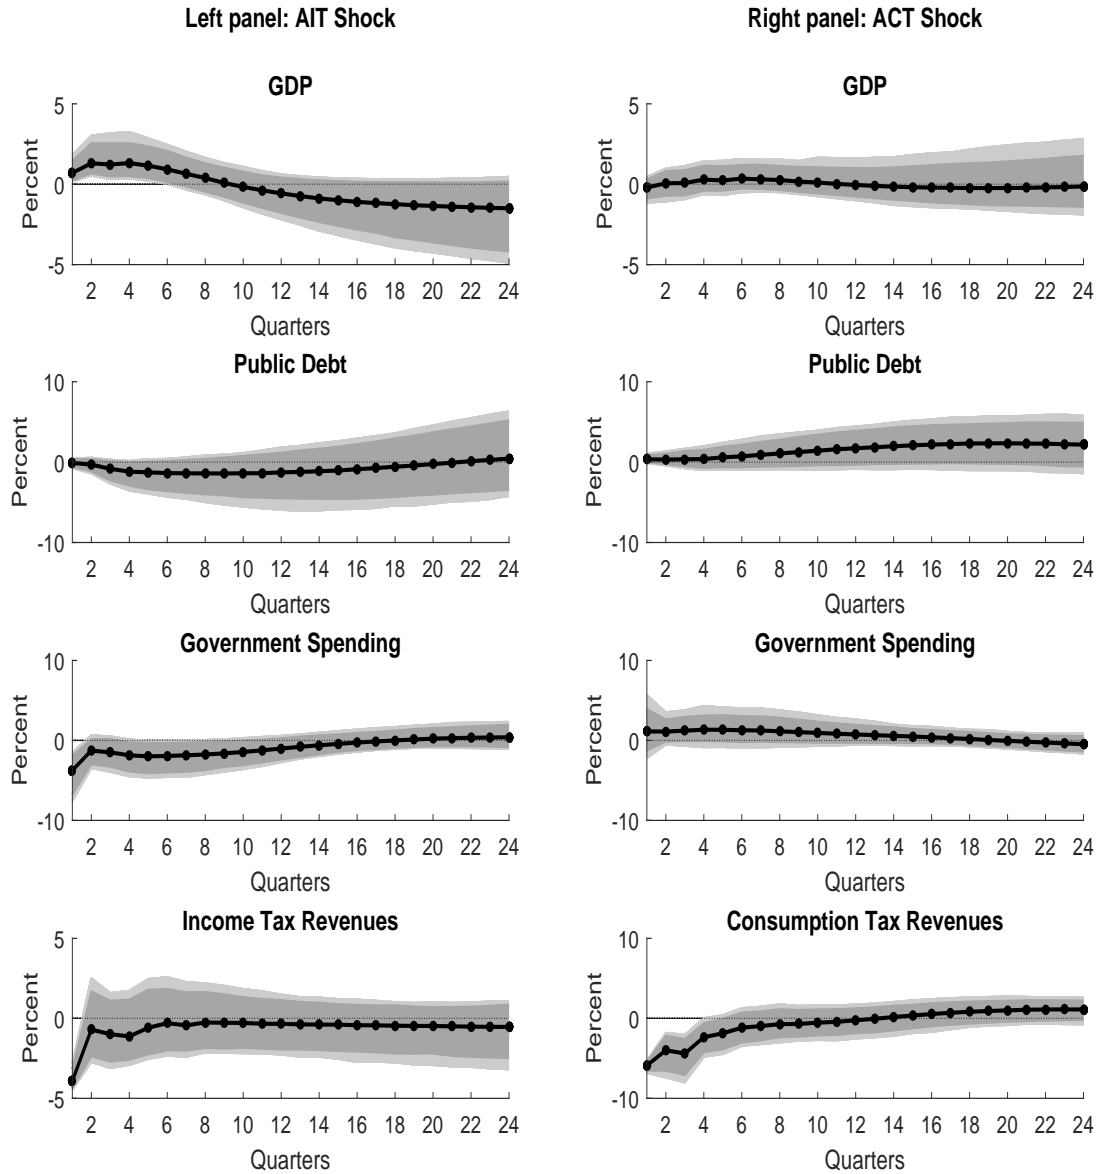 Left panel: AIT Shock
Right panel: ACT Shock
GDP
5
0
-5
Percent
2 4 6 8 10 12 14 16 18 20 22 24
Quarters
GDP
5
0
-5
Percent
2 4 6 8 10 12 14 16 18 20 22 24
Quarters
Public Debt
10
0
-10
Percent
2 4 6 8 10 12 14 16 18 20 22 24
Quarters
Public Debt
10
0
-10
Percent
2 4 6 8 10 12 14 16 18 20 22 24
Quarters
Government Spending
10
0
-10
Percent
2 4 6 8 10 12 14 16 18 20 22 24
Quarters
Government Spending
10
0
-10
Percent
2 4 6 8 10 12 14 16 18 20 22 24
Quarters
Income Tax Revenues
5
0
-5
Percent
2 4 6 8 10 12 14 16 18 20 22 24
Quarters
Consumption Tax Revenues
10
0
-10
Percent
2 4 6 8 10 12 14 16 18 20 22 24
Quarters